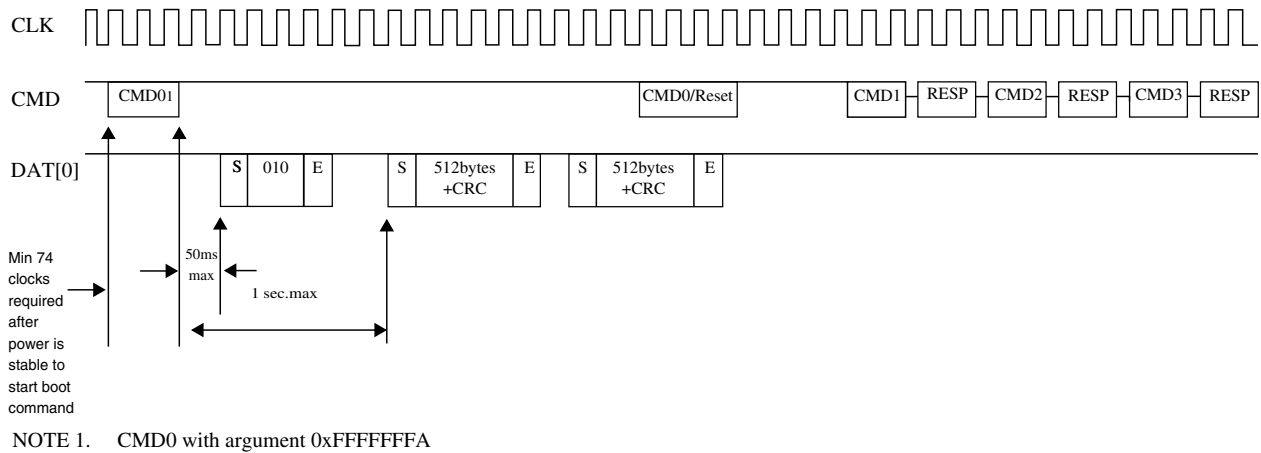 CLK
CMD
CMD01
CMD0/Reset
CMD1
RESP
CMD2
RESP
CMD3
RESP
DAT[0]
S
010
E
S
512bytes
+CRC
E
S
512bytes
+CRC
E
50ms
max
1 sec.max
Min 74
clocks
required
after
power is
stable to
start boot
command
NOTE 1. CMD0 with argument 0xFFFFFFFA